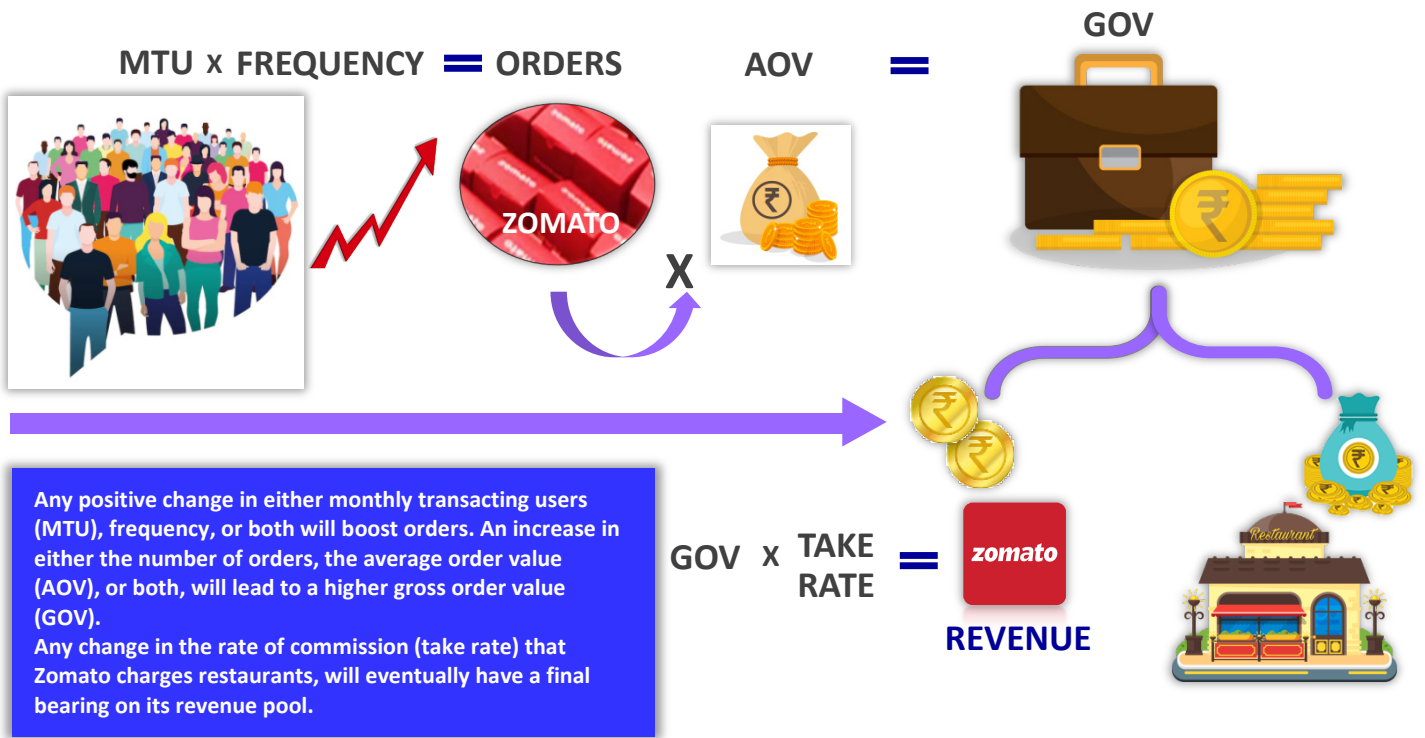 GOV
MTU x FREQUENCY = ORDERS AOV =
zomato
zomato
ZOMATO
₹
₹
X
₹
₹
₹
Any positive change in either monthly transacting users
(MTU), frequency, or both will boost orders. An increase in
either the number of orders, the average order value
(AOV), or both, will lead to a higher gross order value
(GOV).
Any change in the rate of commission (take rate) that
Zomato charges restaurants, will eventually have a final
bearing on its revenue pool.
GOV x TAKE
RATE =
zomato
REVENUE
Restaurant